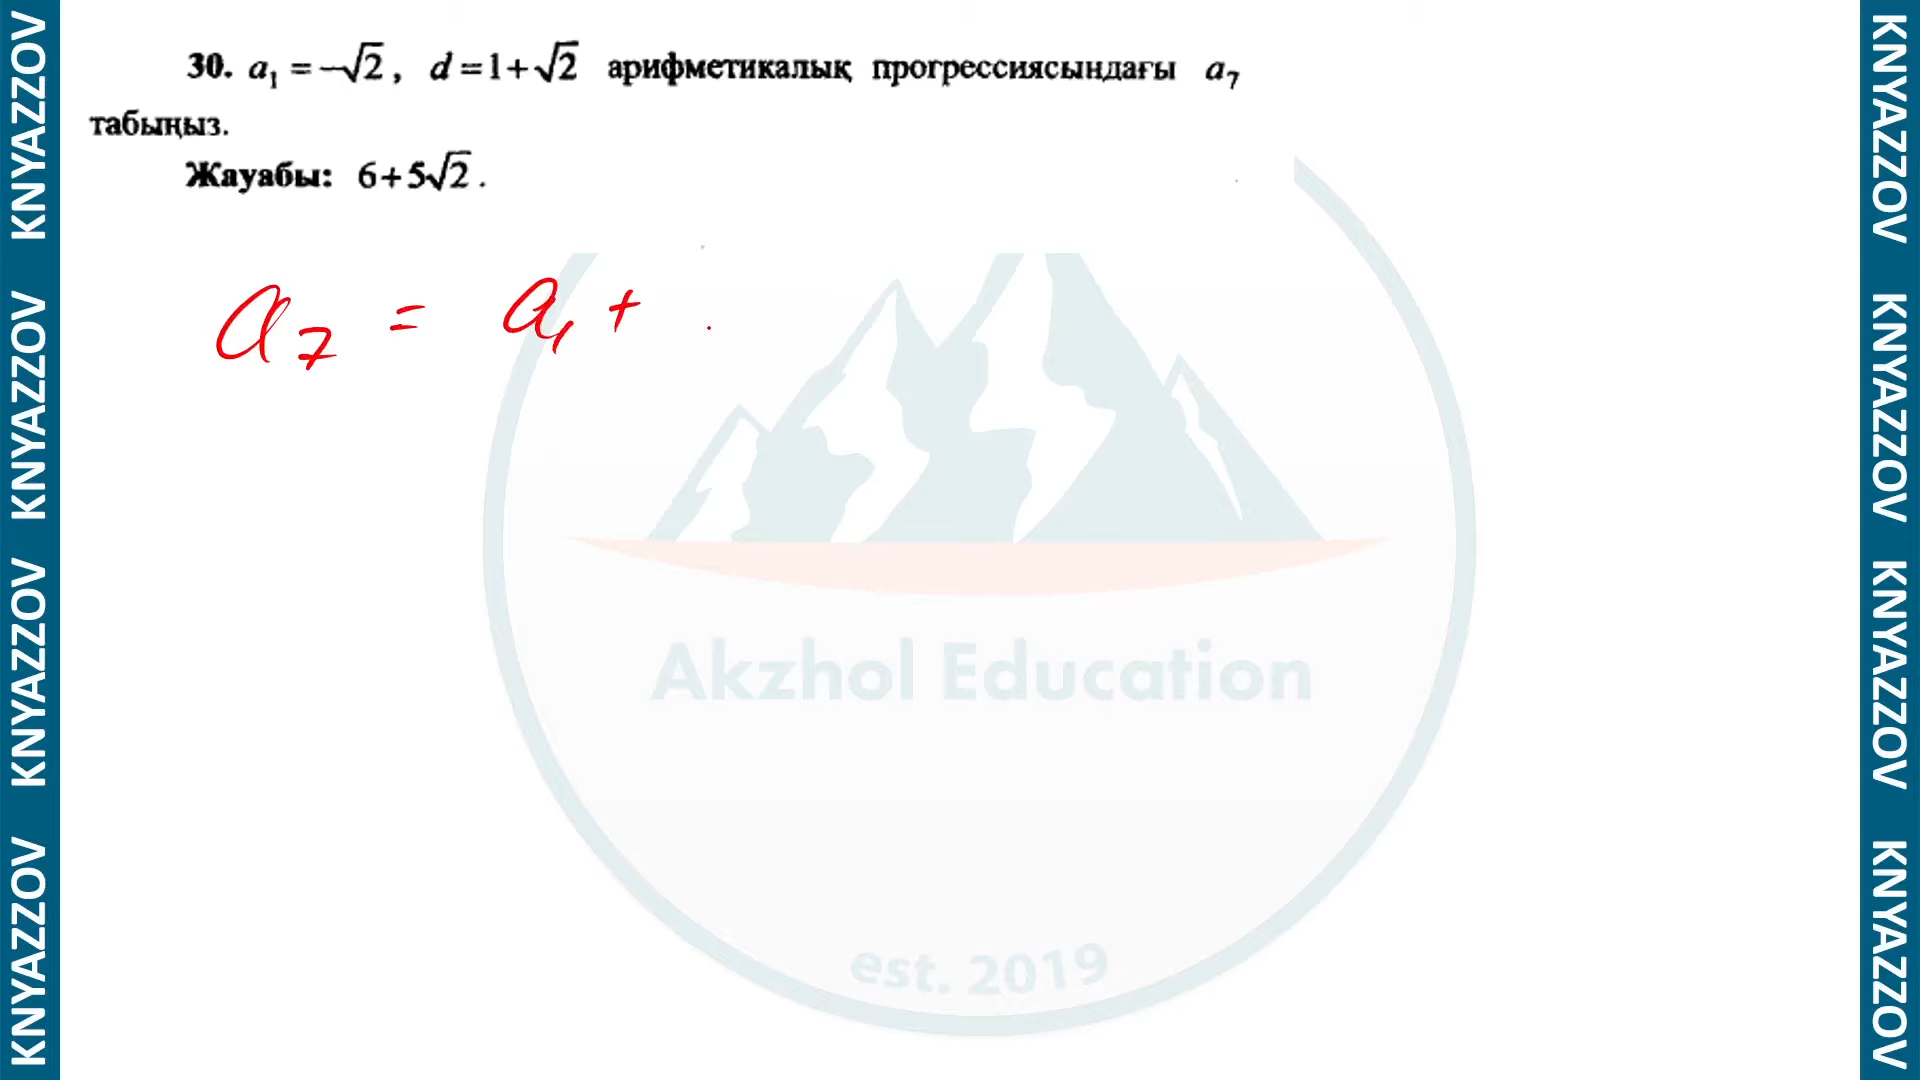 30. a₁ = −√2, d = 1+√2 арифметикалық прогрессиясындағы a₇
табыңыз.
Жауабы: 6+5√2.
a₇ = a₁ +
Akzhol Education
est. 2019
KNYAZZOV KNYAZZOV KNYAZZOV KNYAZZOV
KNYAZZOV KNYAZZOV KNYAZZOV KNYAZZOV